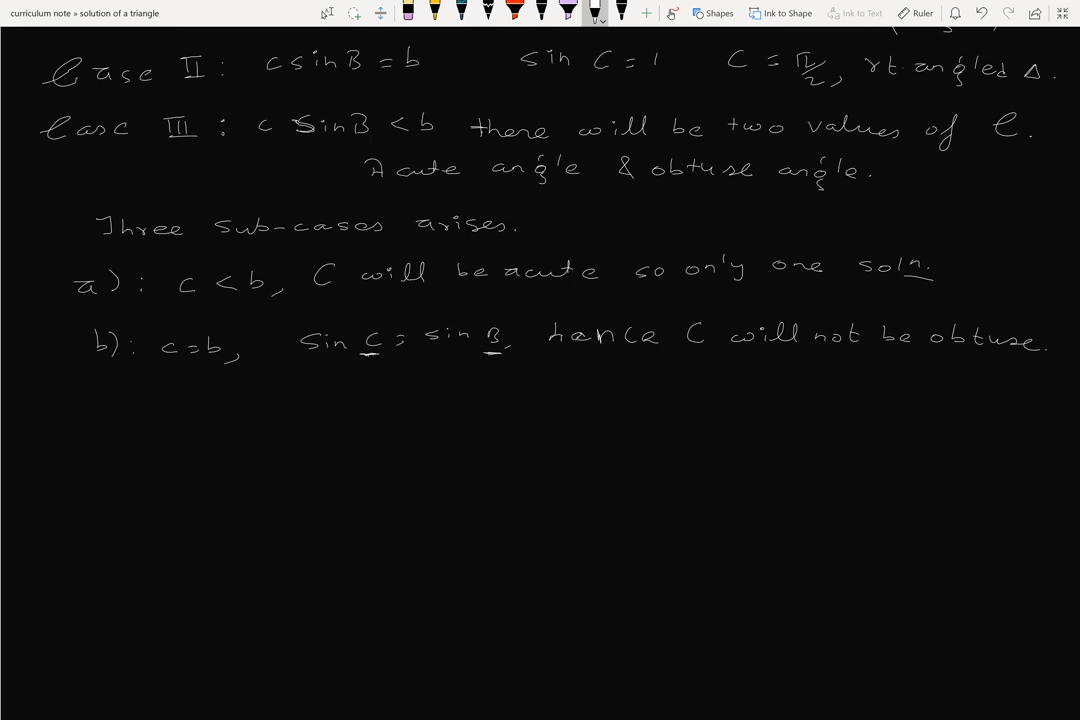 curriculum note » solution of a triangle
Shapes Ink to Shape Ink to Text Ruler
Case II : c sin B = b sin C = 1 C = π/2, rt. angled Δ.
Case III : c sin B < b there will be two values of C.
Acute angle & obtuse angle.
Three sub-cases arises.
a) : c < b, C will be acute so only one soln.
b) : c = b, sin C = sin B, hence C will not be obtuse.